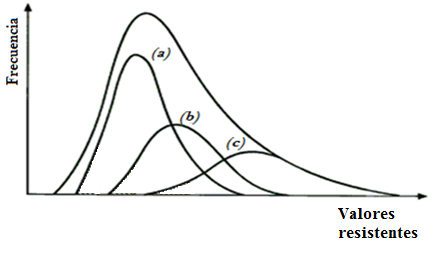 Frecuencia
(a)
(b)
(c)
Valores
resistentes